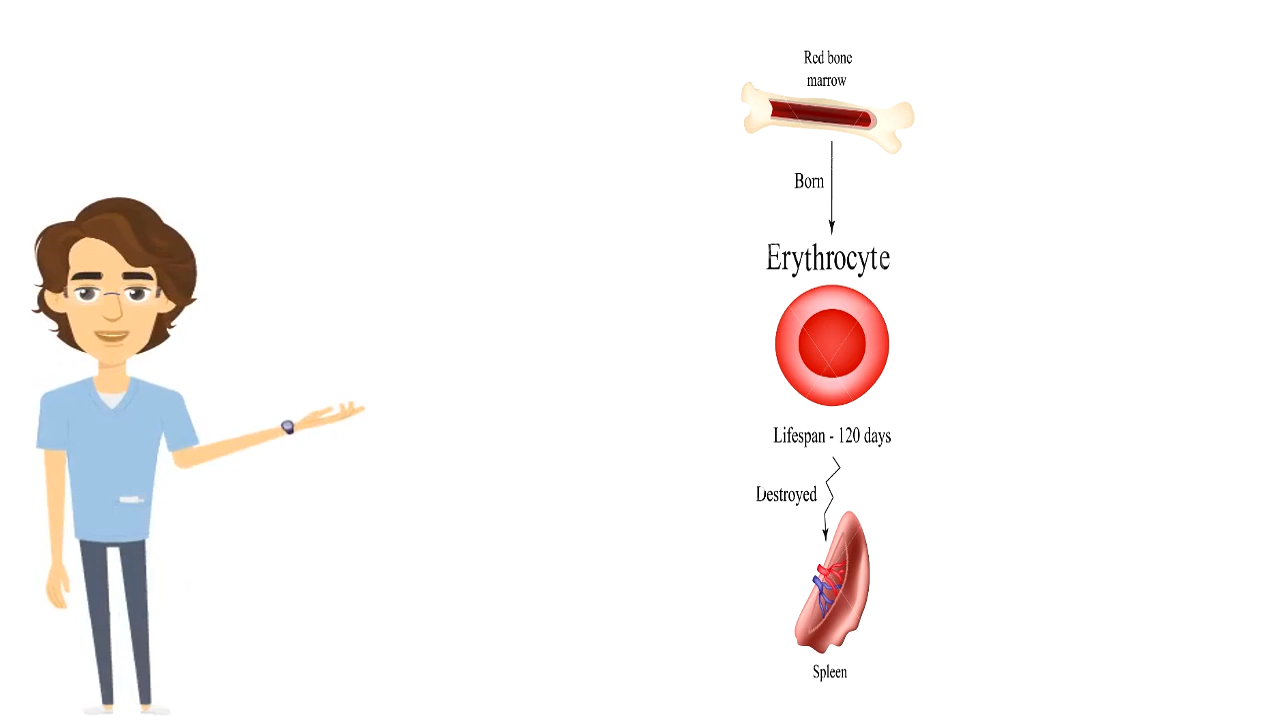 Red bone
marrow
Born
Erythrocyte
Lifespan - 120 days
Destroyed
Spleen